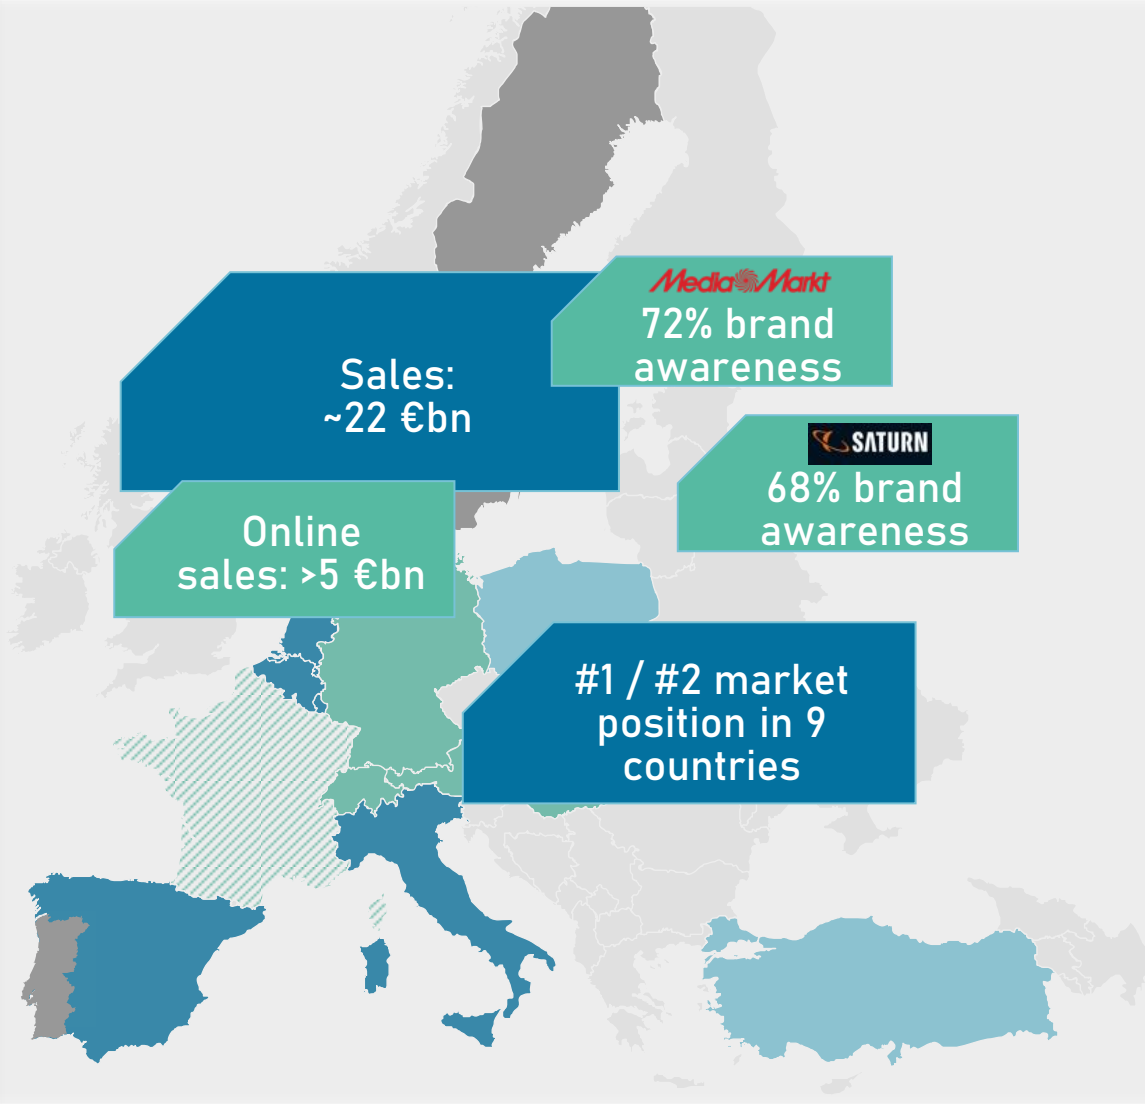 MediaMarkt
72% brand
awareness
Sales:
~22 €bn
SATURN
68% brand
awareness
Online
sales: >5 €bn
#1 / #2 market
position in 9
countries